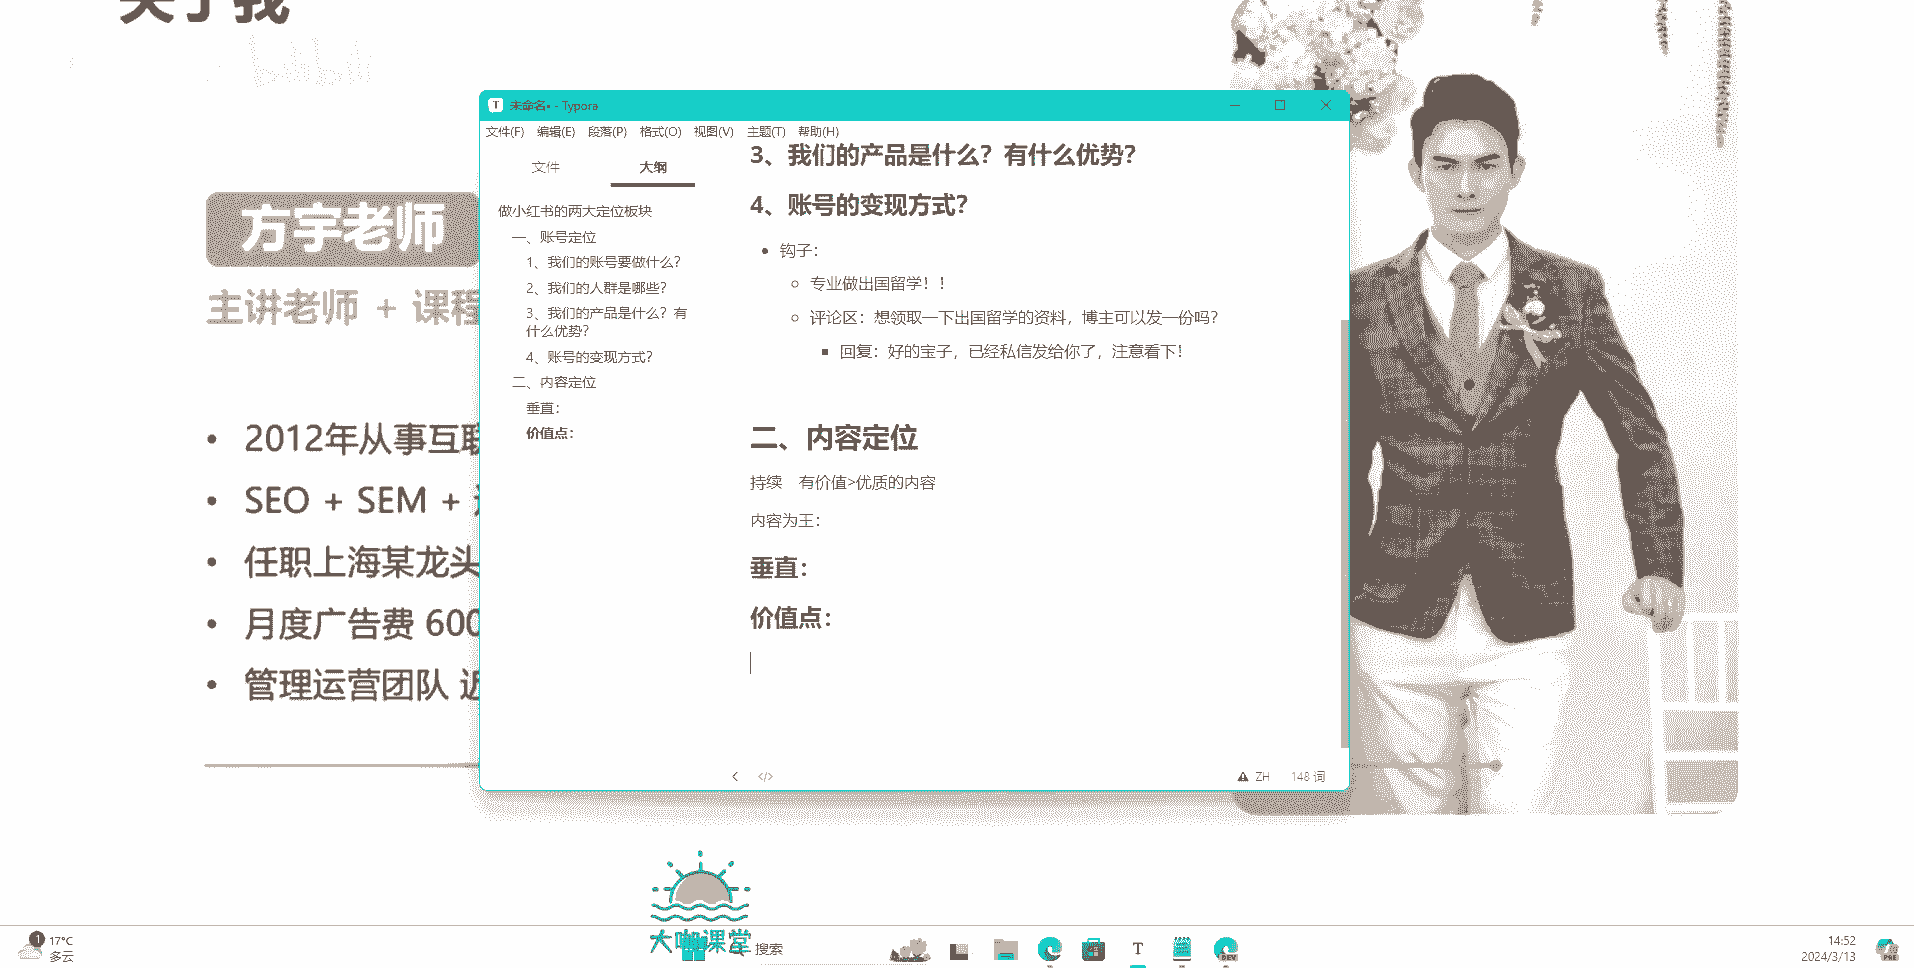 关于我
bilibili
方宇老师
主讲老师 + 课程
• 2012年从事互联
• SEO + SEM +
• 任职上海某龙头
• 月度广告费 600
• 管理运营团队 近
未命名• - Typora
文件(F) 编辑(E) 段落(P) 格式(O) 视图(V) 主题(T) 帮助(H)
文件 大纲
做小红书的两大定位板块
一、账号定位
1、我们的账号要做什么？
2、我们的人群是哪些？
3、我们的产品是什么？有
什么优势？
4、账号的变现方式？
二、内容定位
垂直：
价值点：
3、我们的产品是什么？有什么优势？
4、账号的变现方式？
• 钩子：
专业做出国留学！！
评论区：想领取一下出国留学的资料，博主可以发一份吗？
回复：好的宝子，已经私信发给你了，注意看下！
二、内容定位
持续 有价值>优质的内容
内容为王：
垂直：
价值点：
ZH 148 词
大咖课堂
1 17°C
多云
搜索
T
DEV
14:52
2024/3/13
PRE